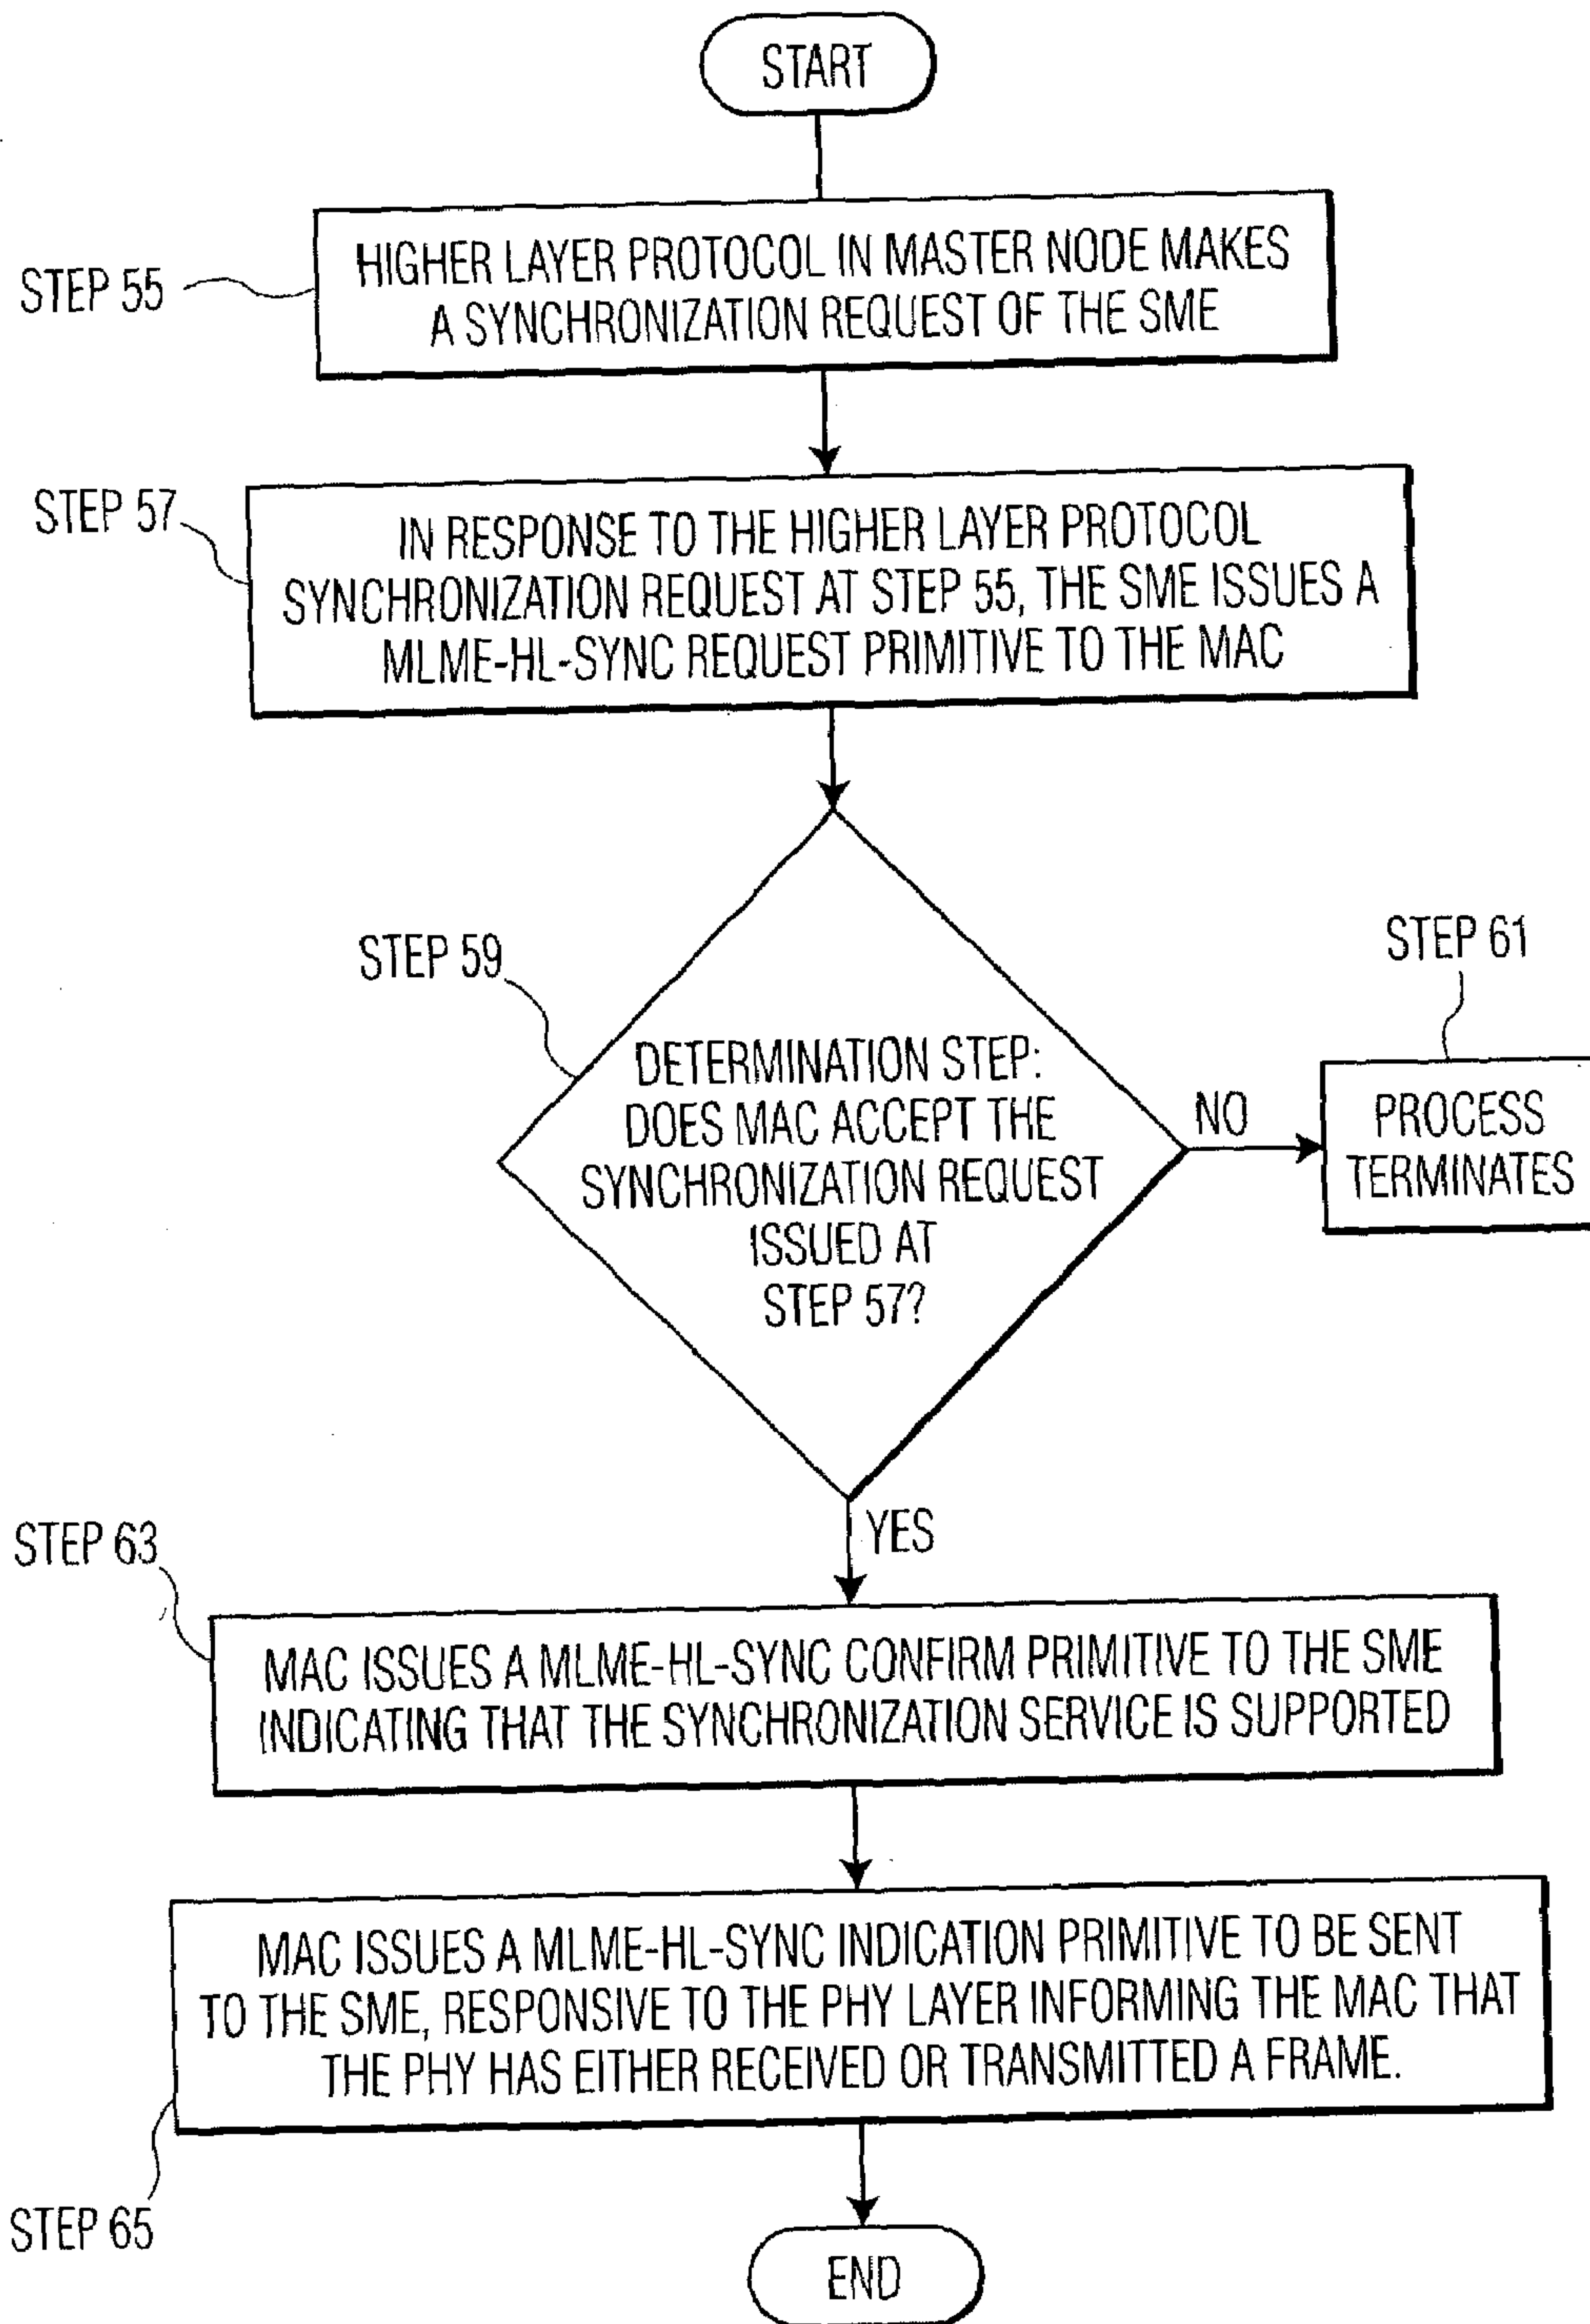 START
STEP 55
HIGHER LAYER PROTOCOL IN MASTER NODE MAKES
A SYNCHRONIZATION REQUEST OF THE SME
STEP 57
IN RESPONSE TO THE HIGHER LAYER PROTOCOL
SYNCHRONIZATION REQUEST AT STEP 55, THE SME ISSUES A
MLME-HL-SYNC REQUEST PRIMITIVE TO THE MAC
STEP 59
DETERMINATION STEP:
DOES MAC ACCEPT THE
SYNCHRONIZATION REQUEST
ISSUED AT
STEP 57?
NO
STEP 61
PROCESS
TERMINATES
YES
STEP 63
MAC ISSUES A MLME-HL-SYNC CONFIRM PRIMITIVE TO THE SME
INDICATING THAT THE SYNCHRONIZATION SERVICE IS SUPPORTED
MAC ISSUES A MLME-HL-SYNC INDICATION PRIMITIVE TO BE SENT
TO THE SME, RESPONSIVE TO THE PHY LAYER INFORMING THE MAC THAT
THE PHY HAS EITHER RECEIVED OR TRANSMITTED A FRAME.
STEP 65
END